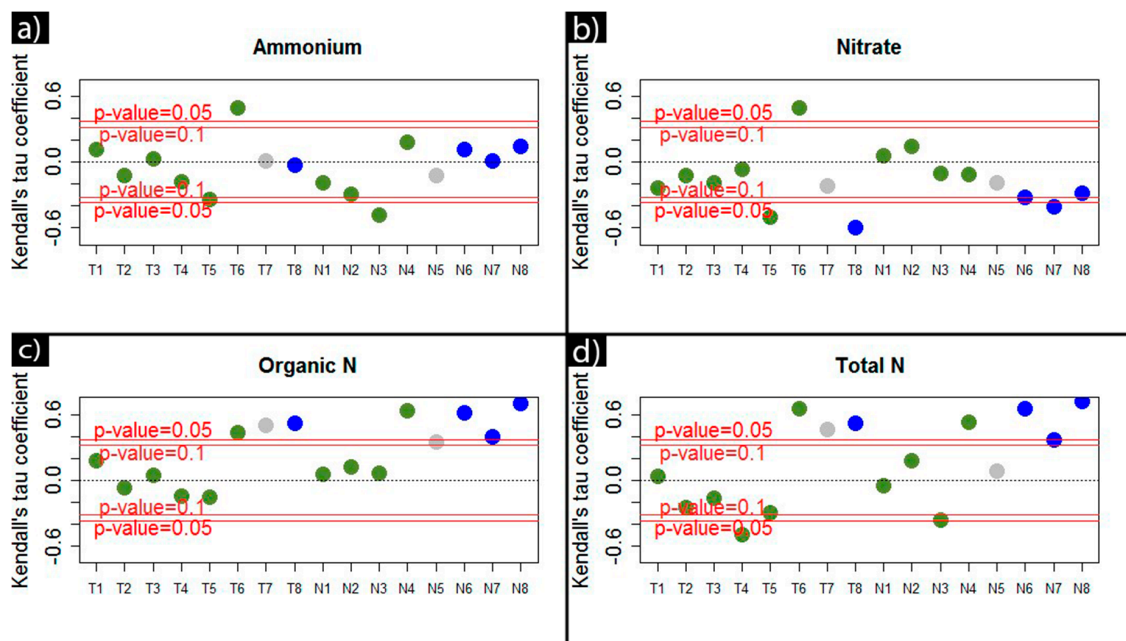 a)
Ammonium
Kendall's tau coefficient
0.6
0.0
-0.6
p-value=0.05
p-value=0.1
p-value=0.1
p-value=0.05
T1 T2 T3 T4 T5 T6 T7 T8 N1 N2 N3 N4 N5 N6 N7 N8
b)
Nitrate
Kendall's tau coefficient
0.6
0.0
-0.6
p-value=0.05
p-value=0.1
p-value=0.1
p-value=0.05
T1 T2 T3 T4 T5 T6 T7 T8 N1 N2 N3 N4 N5 N6 N7 N8
c)
Organic N
Kendall's tau coefficient
0.6
0.0
-0.6
p-value=0.05
p-value=0.1
p-value=0.1
p-value=0.05
T1 T2 T3 T4 T5 T6 T7 T8 N1 N2 N3 N4 N5 N6 N7 N8
d)
Total N
Kendall's tau coefficient
0.6
0.0
-0.6
p-value=0.05
p-value=0.1
p-value=0.1
p-value=0.05
T1 T2 T3 T4 T5 T6 T7 T8 N1 N2 N3 N4 N5 N6 N7 N8